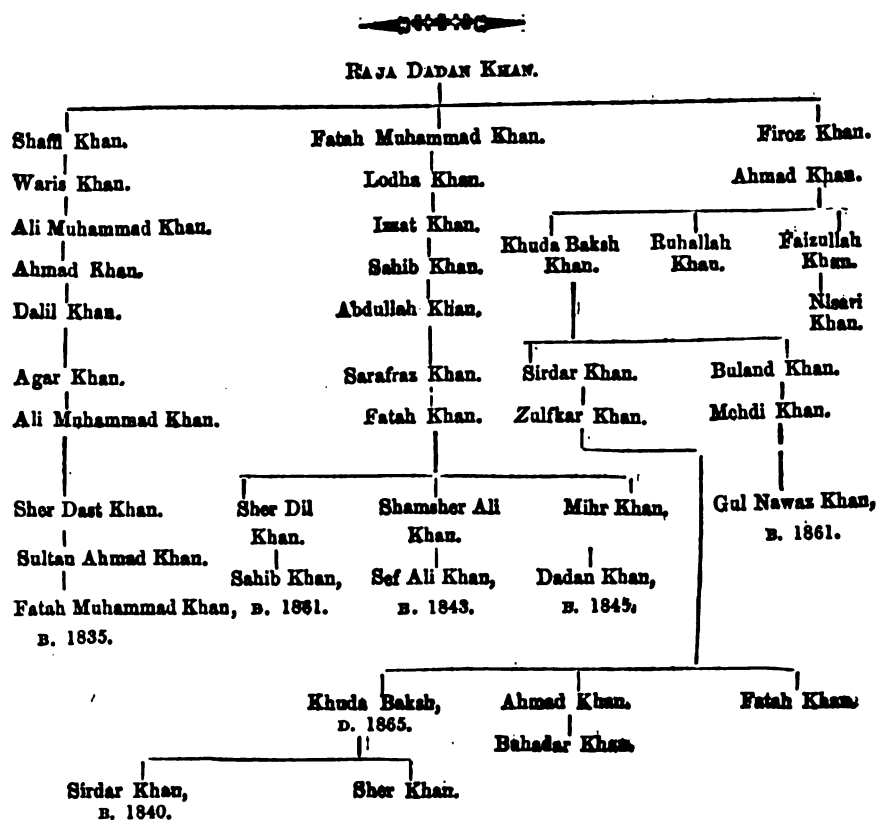 RAJA DADAN KHAN.
Shaffi Khan. Fatah Muhammad Khan. Firoz Khan.
Waris Khan. Lodha Khan. Ahmad Khan.
Ali Muhammad Khan. Izzat Khan. Khuda Baksh Ruhallah Faizullah
Ahmad Khan. Sahib Khan. Khan. Khan. Khan.
Dalil Khan. Abdullah Khan. Nisari
Khan.
Agar Khan. Sarafraz Khan. Sirdar Khan. Buland Khan.
Ali Muhammad Khan. Fatah Khan. Zulfkar Khan. Mehdi Khan.
Sher Dast Khan. Sher Dil Shamsher Ali Mihr Khan, Gul Nawaz Khan,
Khan. Khan. B. 1861.
Sultan Ahmad Khan.
Sahib Khan, Sef Ali Khan, Dadan Khan,
Fatah Muhammad Khan, B. 1861. B. 1843. B. 1845.
B. 1835.
Khuda Baksh, Ahmad Khan. Fatah Khan.
D. 1865.
Bahadar Khan.
Sirdar Khan, Sher Khan.
B. 1840.